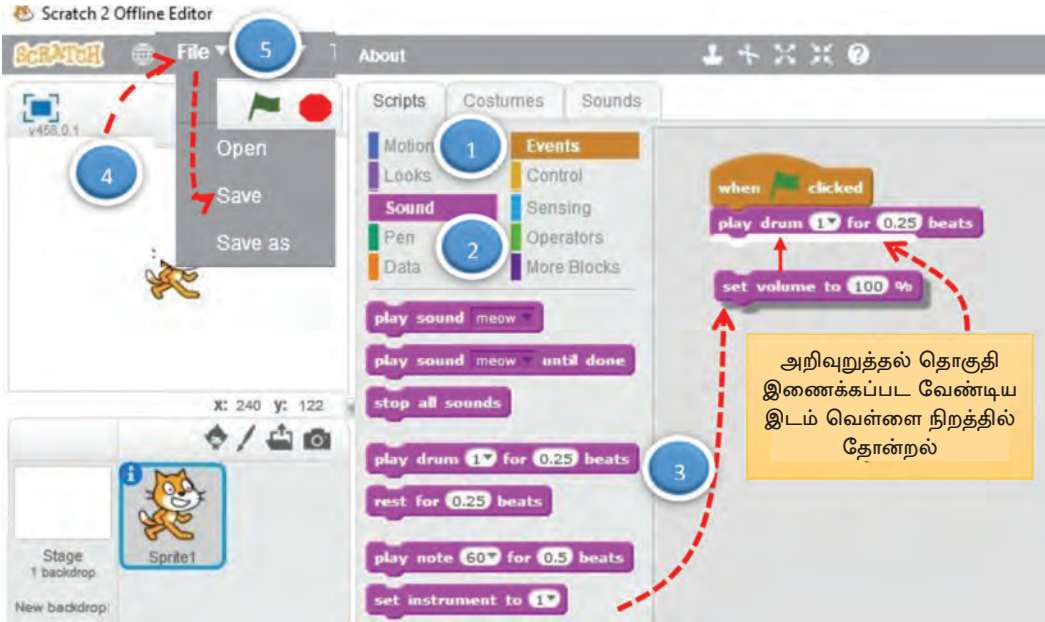 Scratch 2 Offline Editor
SCRATCH File 5 About
Scripts Costumes Sounds
v458.0.1
Open
Save
Save as
4
1
2
3
Motion Events
Looks Control
Sound Sensing
Pen Operators
Data More Blocks
play sound meow
play sound meow until done
stop all sounds
play drum 1 for 0.25 beats
rest for 0.25 beats
play note 60 for 0.5 beats
set instrument to 1
when clicked
play drum 1 for 0.25 beats
set volume to 100 %
அறிவுறுத்தல் தொகுதி
இணைக்கப்பட வேண்டிய
இடம் வெள்ளை நிறத்தில்
தோன்றல்
X: 240 y: 122
Stage
1 backdrop
New backdrop:
Sprite1